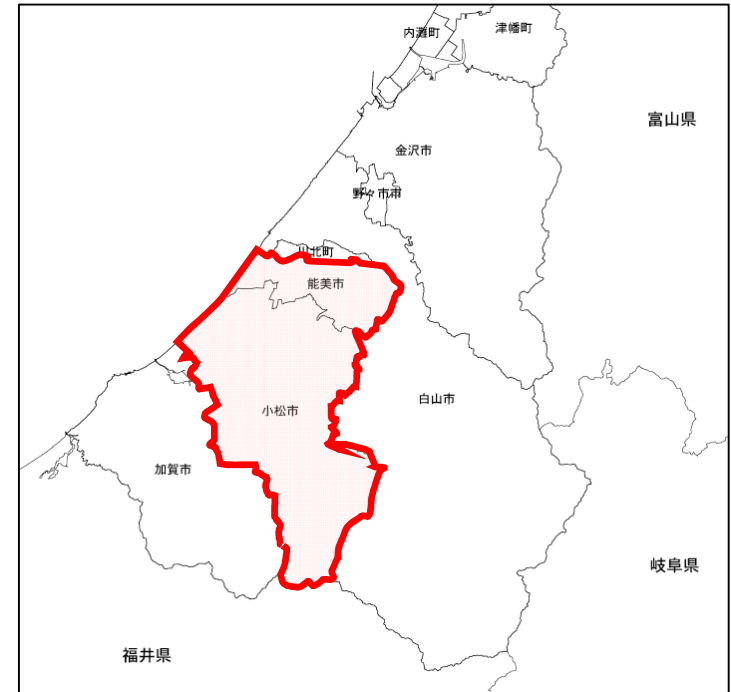 内灘町
津幡町
富山県
金沢市
野々市市
川北町
能美市
白山市
小松市
加賀市
岐阜県
福井県